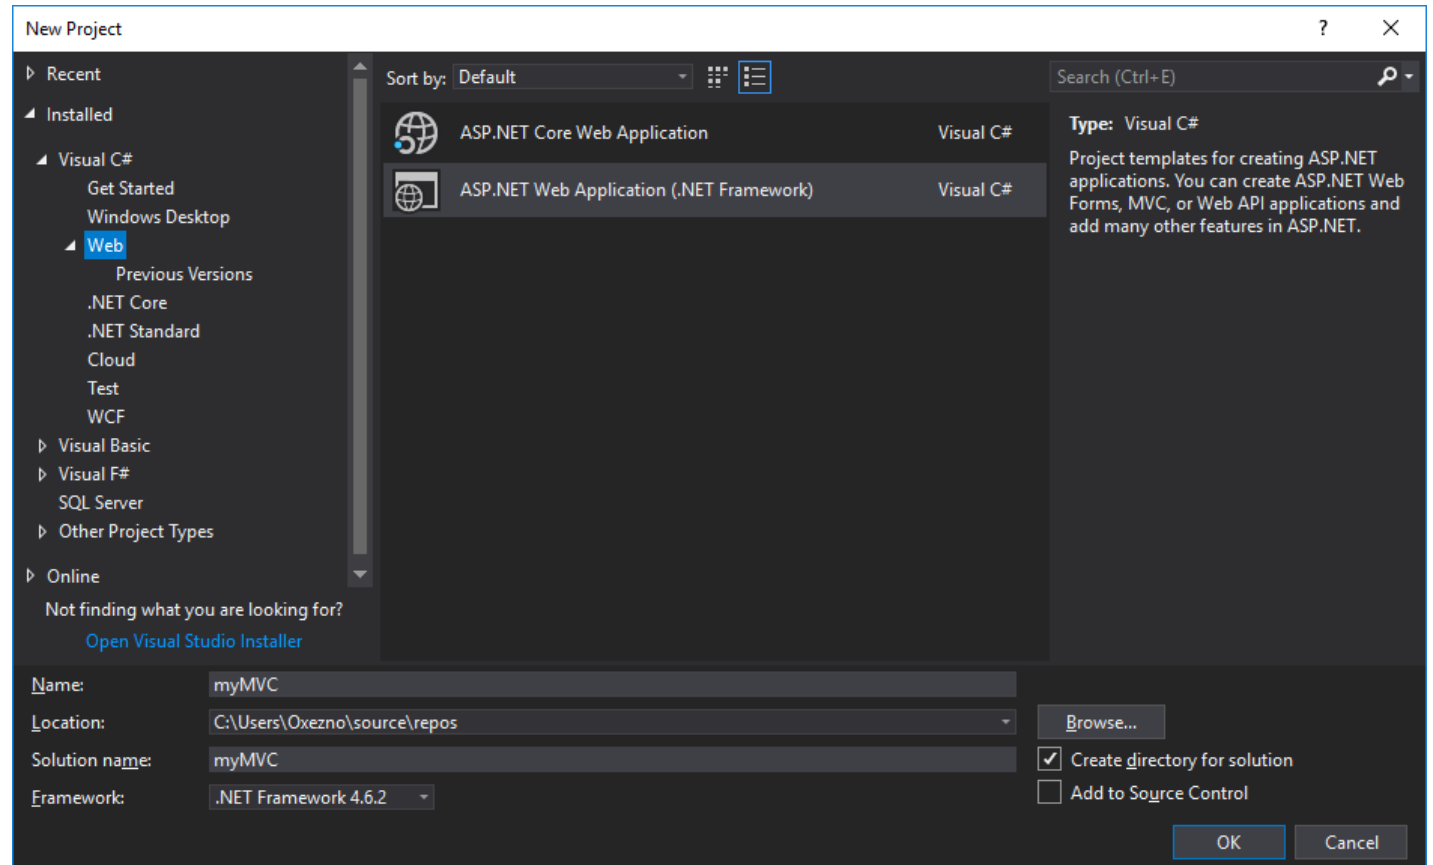 New Project
?
Recent
Installed
Visual C#
Get Started
Windows Desktop
Web
Previous Versions
.NET Core
.NET Standard
Cloud
Test
WCF
Visual Basic
Visual F#
SQL Server
Other Project Types
Online
Not finding what you are looking for?
Open Visual Studio Installer
Sort by: Default
ASP.NET Core Web Application Visual C#
ASP.NET Web Application (.NET Framework) Visual C#
Search (Ctrl+E)
Type: Visual C#
Project templates for creating ASP.NET
applications. You can create ASP.NET Web
Forms, MVC, or Web API applications and
add many other features in ASP.NET.
Name: myMVC
Location: C:\Users\Oxezno\source\repos
Browse...
Solution name: myMVC
Create directory for solution
Framework: .NET Framework 4.6.2
Add to Source Control
OK
Cancel